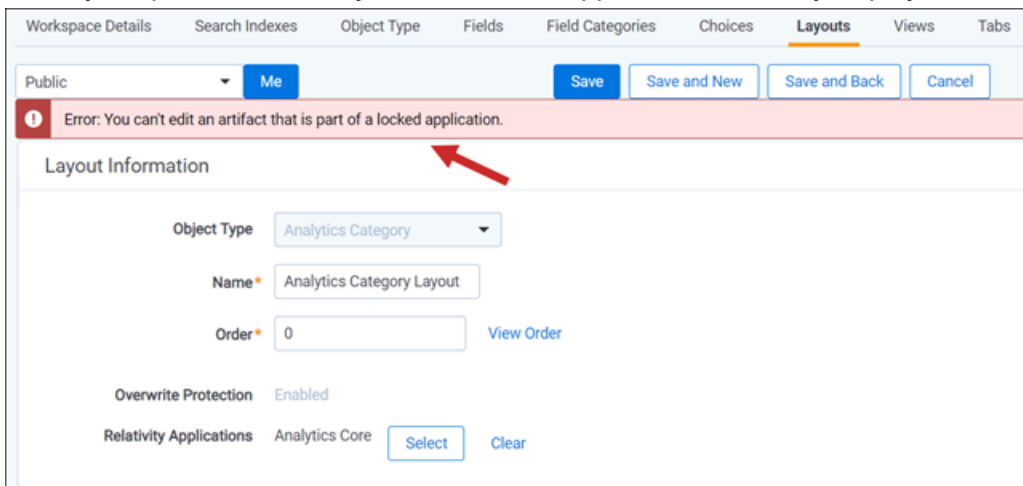 Workspace Details Search Indexes Object Type Fields Field Categories Choices Layouts Views Tabs
Public Me Save Save and New Save and Back Cancel
Error: You can't edit an artifact that is part of a locked application.
Layout Information
Object Type Analytics Category
Name* Analytics Category Layout
Order* 0 View Order
Overwrite Protection Enabled
Relativity Applications Analytics Core Select Clear